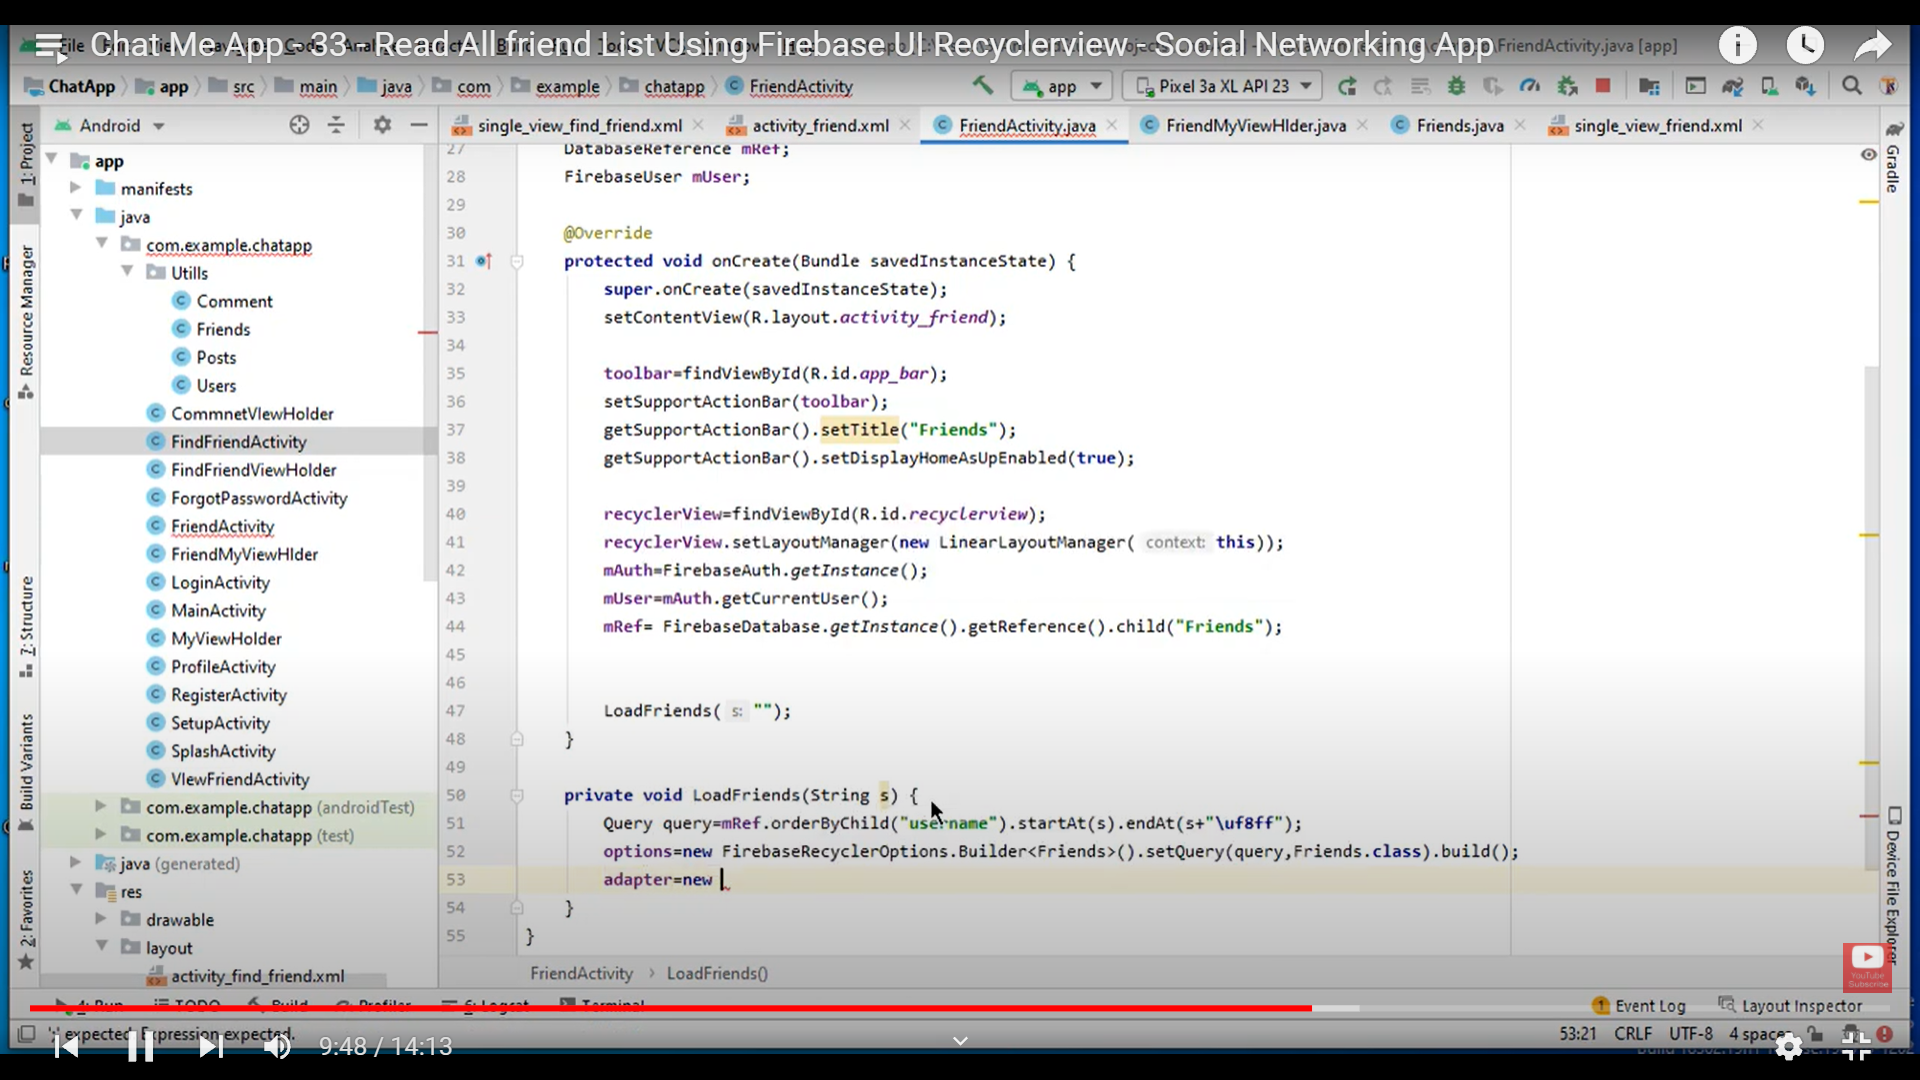 Chat Me App - 33 - Read All friend List Using Firebase UI Recyclerview - Social Networking App
FriendActivity.java [app]
ChatApp app src main java com example chatapp FriendActivity app Pixel 3a XL API 23
Android
single_view_find_friend.xml activity_friend.xml FriendActivity.java FriendMyViewHlder.java Friends.java single_view_friend.xml
1: Project
Resource Manager
7: Structure
Build Variants
2: Favorites
app
manifests
java
com.example.chatapp
Utills
Comment
Friends
Posts
Users
CommnetVIewHolder
FindFriendActivity
FindFriendViewHolder
ForgotPasswordActivity
FriendActivity
FriendMyViewHlder
LoginActivity
MainActivity
MyViewHolder
ProfileActivity
RegisterActivity
SetupActivity
SplashActivity
VIewFriendActivity
com.example.chatapp (androidTest)
com.example.chatapp (test)
java (generated)
res
drawable
layout
activity_find_friend.xml
27 DatabaseReference mRef;
28 FirebaseUser mUser;
29
30 @Override
31 protected void onCreate(Bundle savedInstanceState) {
32 super.onCreate(savedInstanceState);
33 setContentView(R.layout.activity_friend);
34
35 toolbar=findViewById(R.id.app_bar);
36 setSupportActionBar(toolbar);
37 getSupportActionBar().setTitle("Friends");
38 getSupportActionBar().setDisplayHomeAsUpEnabled(true);
39
40 recyclerView=findViewById(R.id.recyclerview);
41 recyclerView.setLayoutManager(new LinearLayoutManager( context: this));
42 mAuth=FirebaseAuth.getInstance();
43 mUser=mAuth.getCurrentUser();
44 mRef= FirebaseDatabase.getInstance().getReference().child("Friends");
45
46
47 LoadFriends( s: "");
48 }
49
50 private void LoadFriends(String s) {
51 Query query=mRef.orderByChild("username").startAt(s).endAt(s+"\uf8ff");
52 options=new FirebaseRecyclerOptions.Builder<Friends>().setQuery(query,Friends.class).build();
53 adapter=new
54 }
55 }
FriendActivity LoadFriends()
Gradle
Device File Explorer
YouTube
Subscribe
4: Run TODO Build Profiler 6: Logcat Terminal
1 Event Log Layout Inspector
';' expected. Expression expected.
53:21 CRLF UTF-8 4 spaces
9:48 / 14:13